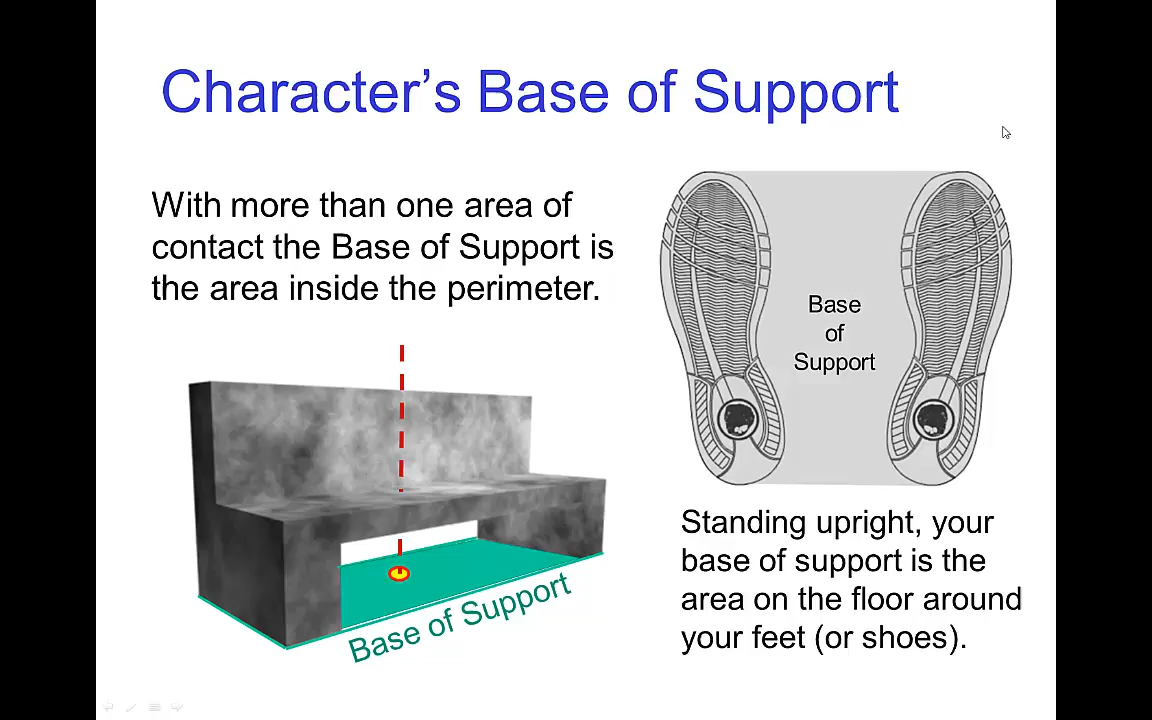 Character’s Base of Support
With more than one area of
contact the Base of Support is
the area inside the perimeter.
Base
of
Support
Base of Support
Standing upright, your
base of support is the
area on the floor around
your feet (or shoes).